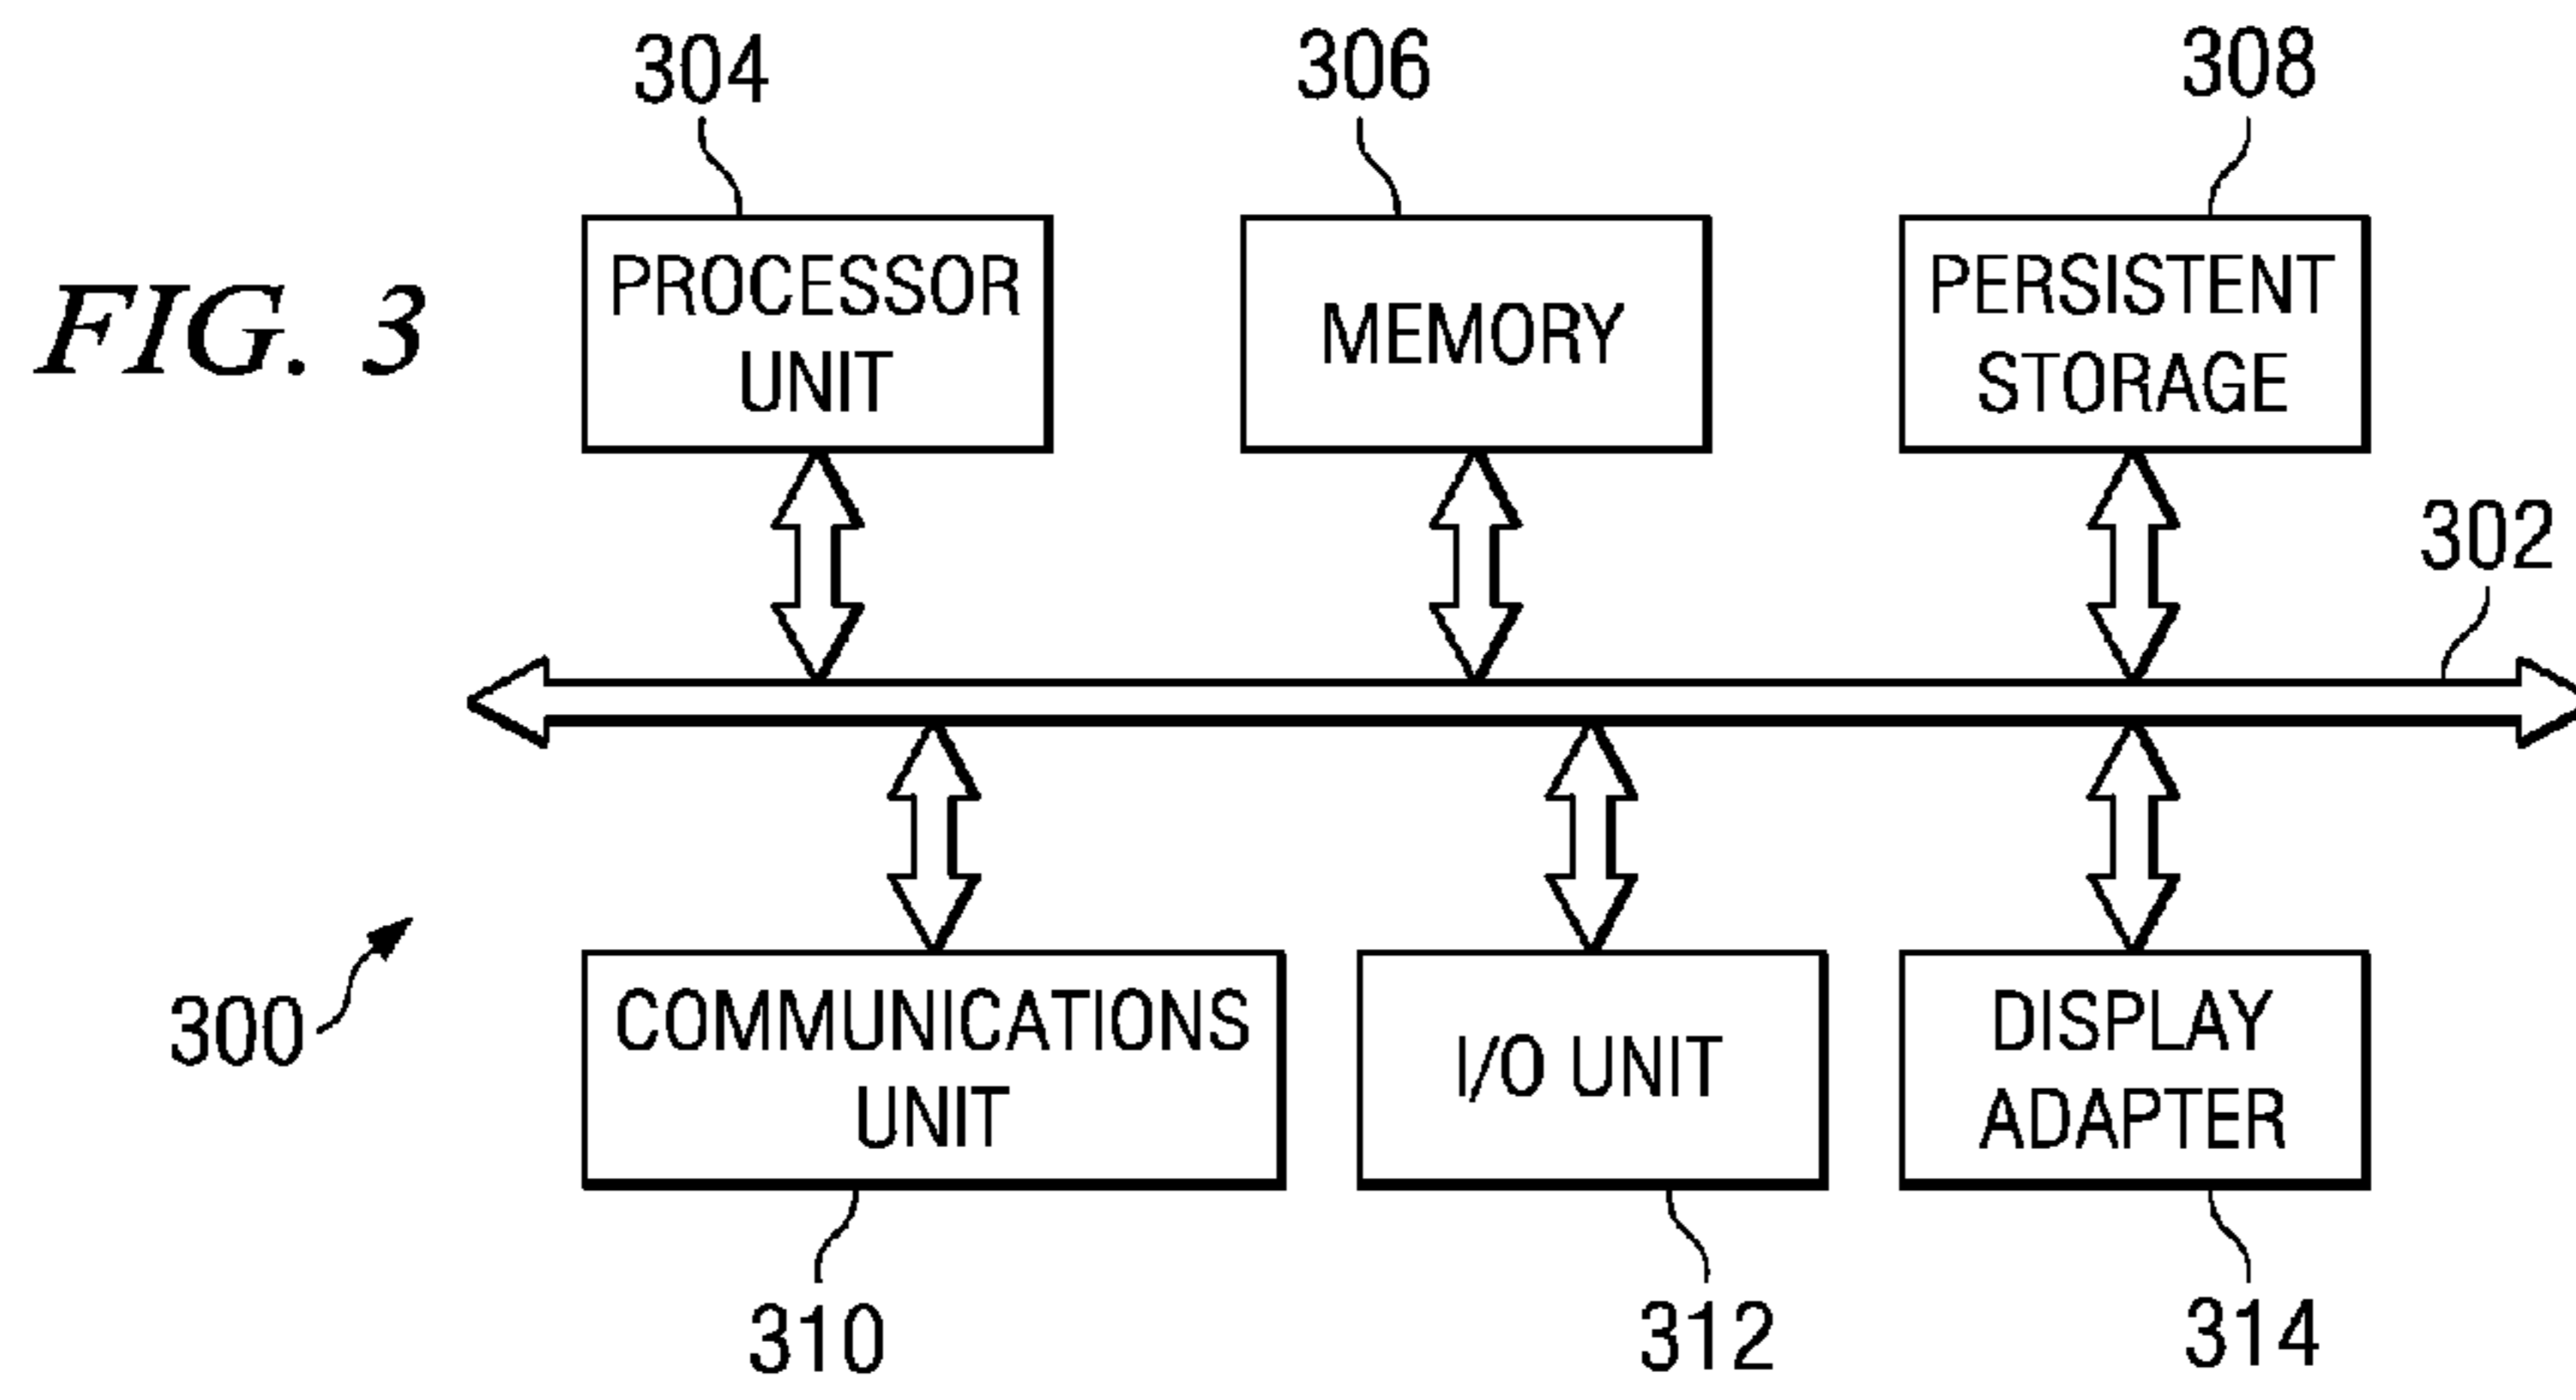 304
306
308
FIG. 3
PROCESSOR
UNIT
MEMORY
PERSISTENT
STORAGE
302
300
COMMUNICATIONS
UNIT
I/O UNIT
DISPLAY
ADAPTER
310
312
314